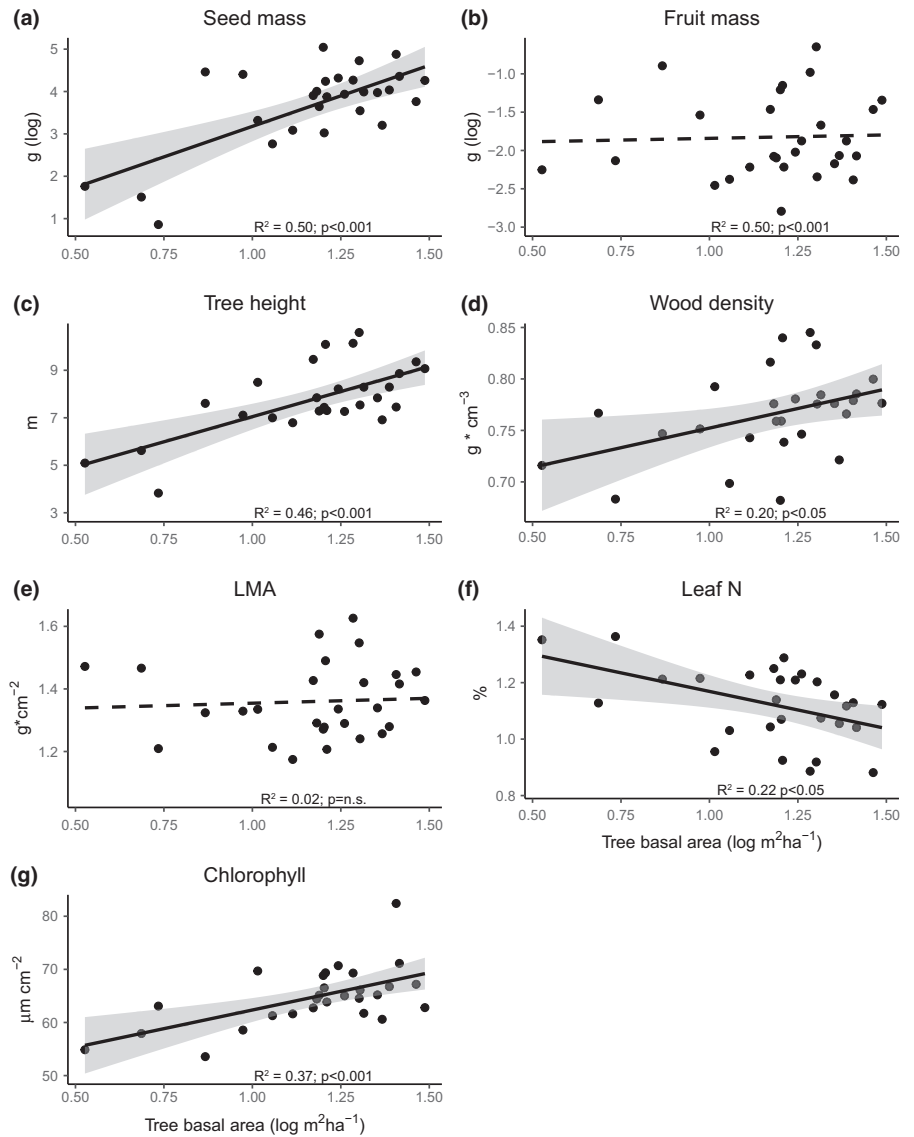 (a) Seed mass
g (log)
5
4
3
2
1
R² = 0.50; p<0.001
0.50 0.75 1.00 1.25 1.50
(b) Fruit mass
g (log)
−1.0
−1.5
−2.0
−2.5
−3.0
R² = 0.50; p<0.001
0.50 0.75 1.00 1.25 1.50
(c) Tree height
m
9
7
5
3
R² = 0.46; p<0.001
0.50 0.75 1.00 1.25 1.50
(d) Wood density
g * cm⁻³
0.85
0.80
0.75
0.70
R² = 0.20; p<0.05
0.50 0.75 1.00 1.25 1.50
(e) LMA
g*cm⁻²
1.6
1.4
1.2
R² = 0.02; p=n.s.
0.50 0.75 1.00 1.25 1.50
(f) Leaf N
%
1.4
1.2
1.0
0.8
R² = 0.22 p<0.05
0.50 0.75 1.00 1.25 1.50
Tree basal area (log m²ha⁻¹)
(g) Chlorophyll
μm cm⁻²
80
70
60
50
R² = 0.37; p<0.001
0.50 0.75 1.00 1.25 1.50
Tree basal area (log m²ha⁻¹)